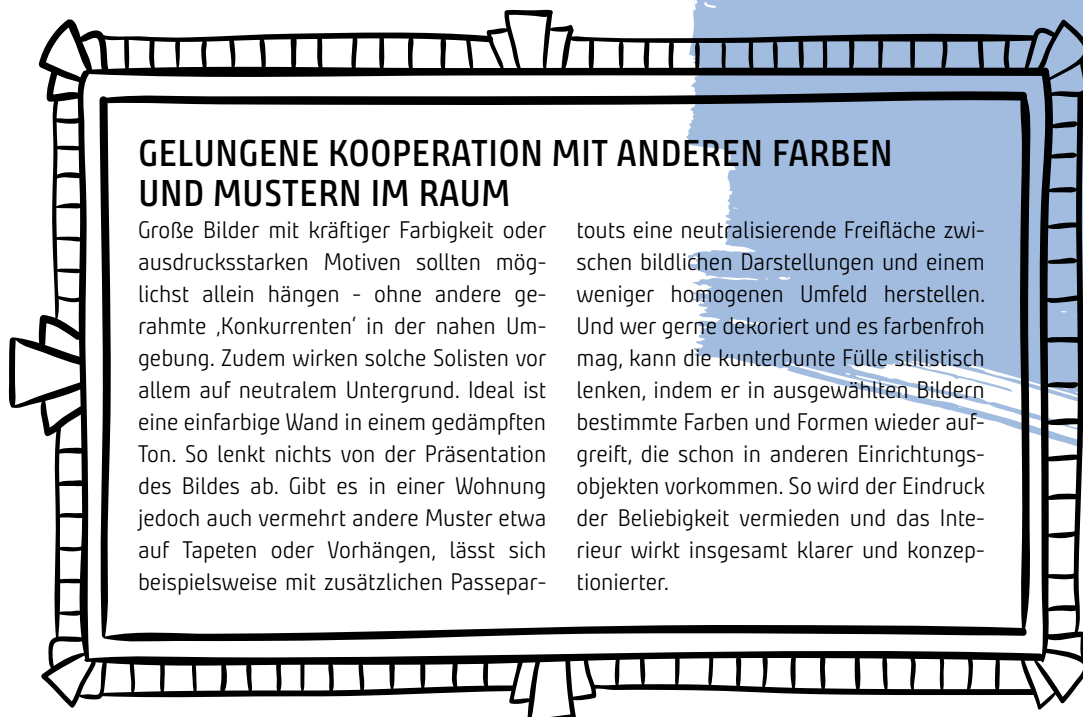 GELUNGENE KOOPERATION MIT ANDEREN FARBEN
UND MUSTERN IM RAUM
Große Bilder mit kräftiger Farbigkeit oder
ausdrucksstarken Motiven sollten mög-
lichst allein hängen - ohne andere ge-
rahmte ‚Konkurrenten‘ in der nahen Um-
gebung. Zudem wirken solche Solisten vor
allem auf neutralem Untergrund. Ideal ist
eine einfarbige Wand in einem gedämpften
Ton. So lenkt nichts von der Präsentation
des Bildes ab. Gibt es in einer Wohnung
jedoch auch vermehrt andere Muster etwa
auf Tapeten oder Vorhängen, lässt sich
beispielsweise mit zusätzlichen Passepar-
touts eine neutralisierende Freifläche zwi-
schen bildlichen Darstellungen und einem
weniger homogenen Umfeld herstellen.
Und wer gerne dekoriert und es farbenfroh
mag, kann die kunterbunte Fülle stilistisch
lenken, indem er in ausgewählten Bildern
bestimmte Farben und Formen wieder auf-
greift, die schon in anderen Einrichtungs-
objekten vorkommen. So wird der Eindruck
der Beliebigkeit vermieden und das Inte-
rieur wirkt insgesamt klarer und konzep-
tionierter.